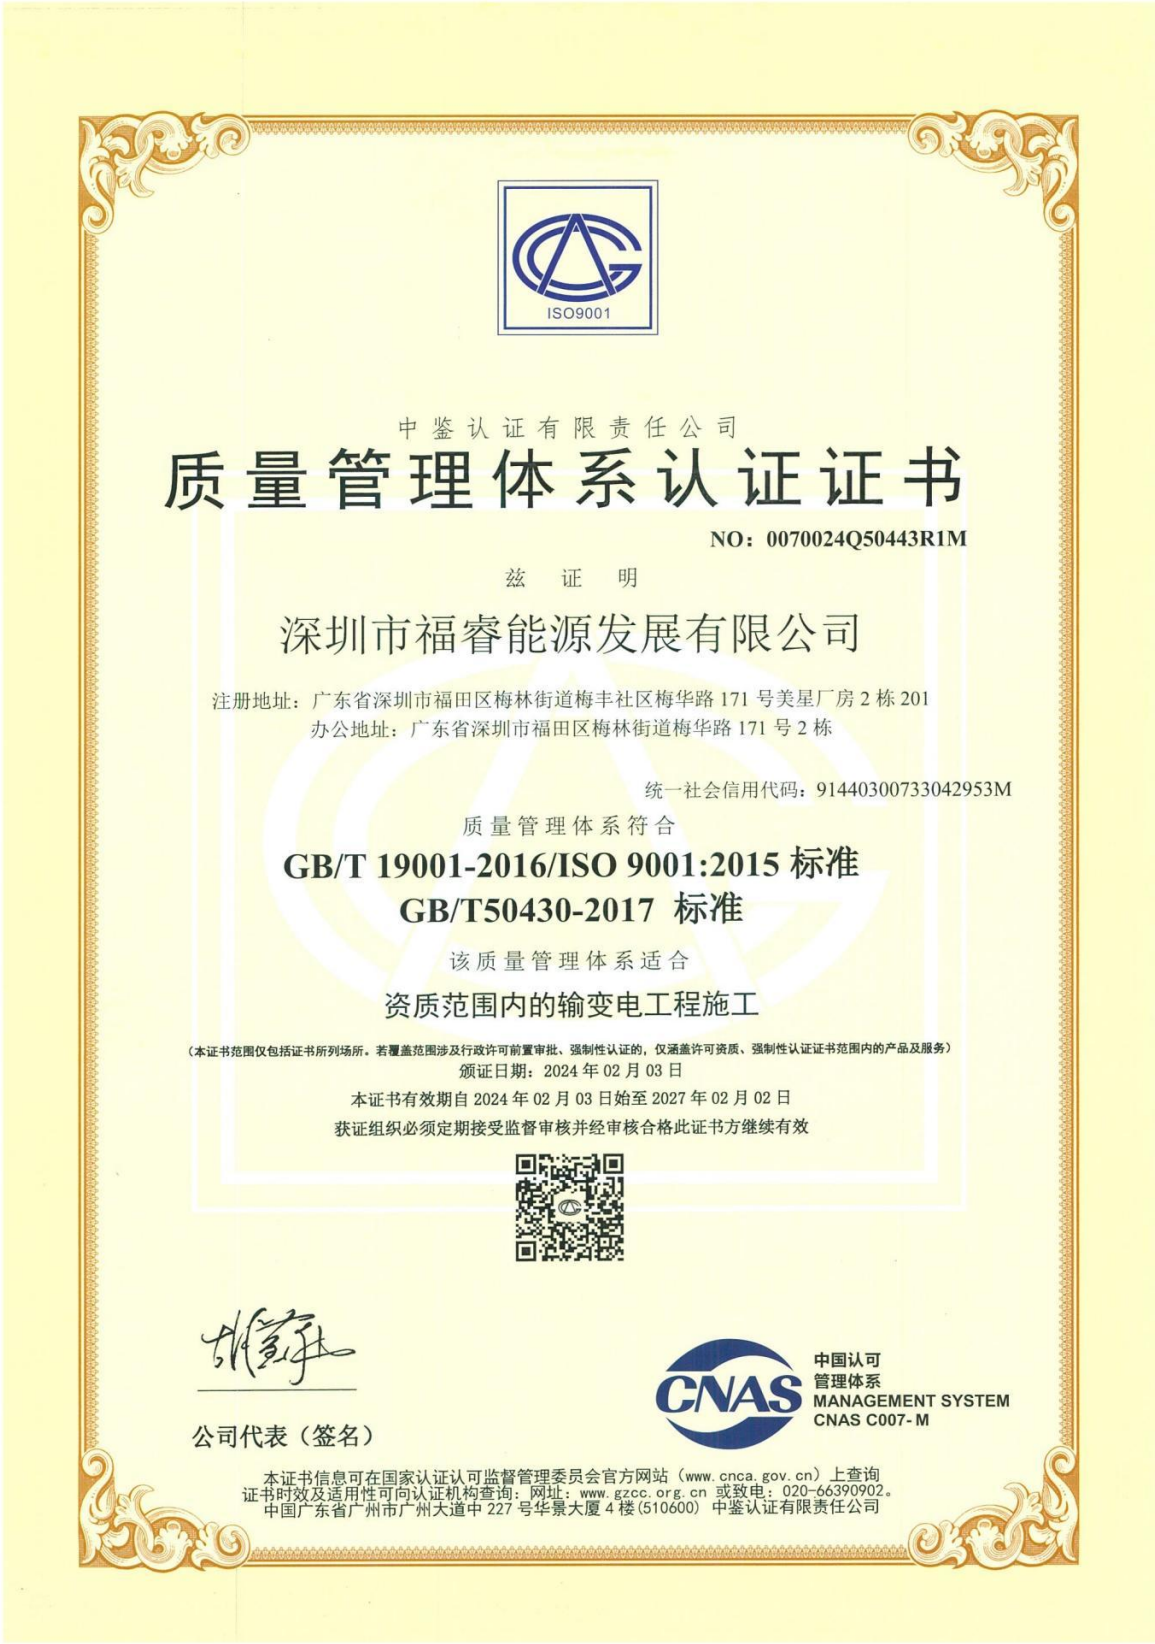 ISO9001
中鉴认证有限责任公司
质量管理体系认证证书
NO：0070024Q50443R1M
兹 证 明
深圳市福睿能源发展有限公司
注册地址：广东省深圳市福田区梅林街道梅丰社区梅华路 171 号美星厂房 2 栋 201
办公地址：广东省深圳市福田区梅林街道梅华路 171 号 2 栋
统一社会信用代码：91440300733042953M
质量管理体系符合
GB/T 19001-2016/ISO 9001:2015 标准
GB/T50430-2017 标准
该质量管理体系适合
资质范围内的输变电工程施工
（本证书范围仅包括证书所列场所。若覆盖范围涉及行政许可前置审批、强制性认证的，仅涵盖许可资质、强制性认证证书范围内的产品及服务）
颁证日期：2024 年 02 月 03 日
本证书有效期自 2024 年 02 月 03 日始至 2027 年 02 月 02 日
获证组织必须定期接受监督审核并经审核合格此证书方继续有效
公司代表（签名）
CNAS
中国认可
管理体系
MANAGEMENT SYSTEM
CNAS C007-M
本证书信息可在国家认证认可监督管理委员会官方网站（www.cnca.gov.cn）上查询
证书时效及适用性可向认证机构查询：网址：www.gzcc.org.cn 或致电：020-66390902。
中国广东省广州市广州大道中 227 号华景大厦 4 楼(510600) 中鉴认证有限责任公司